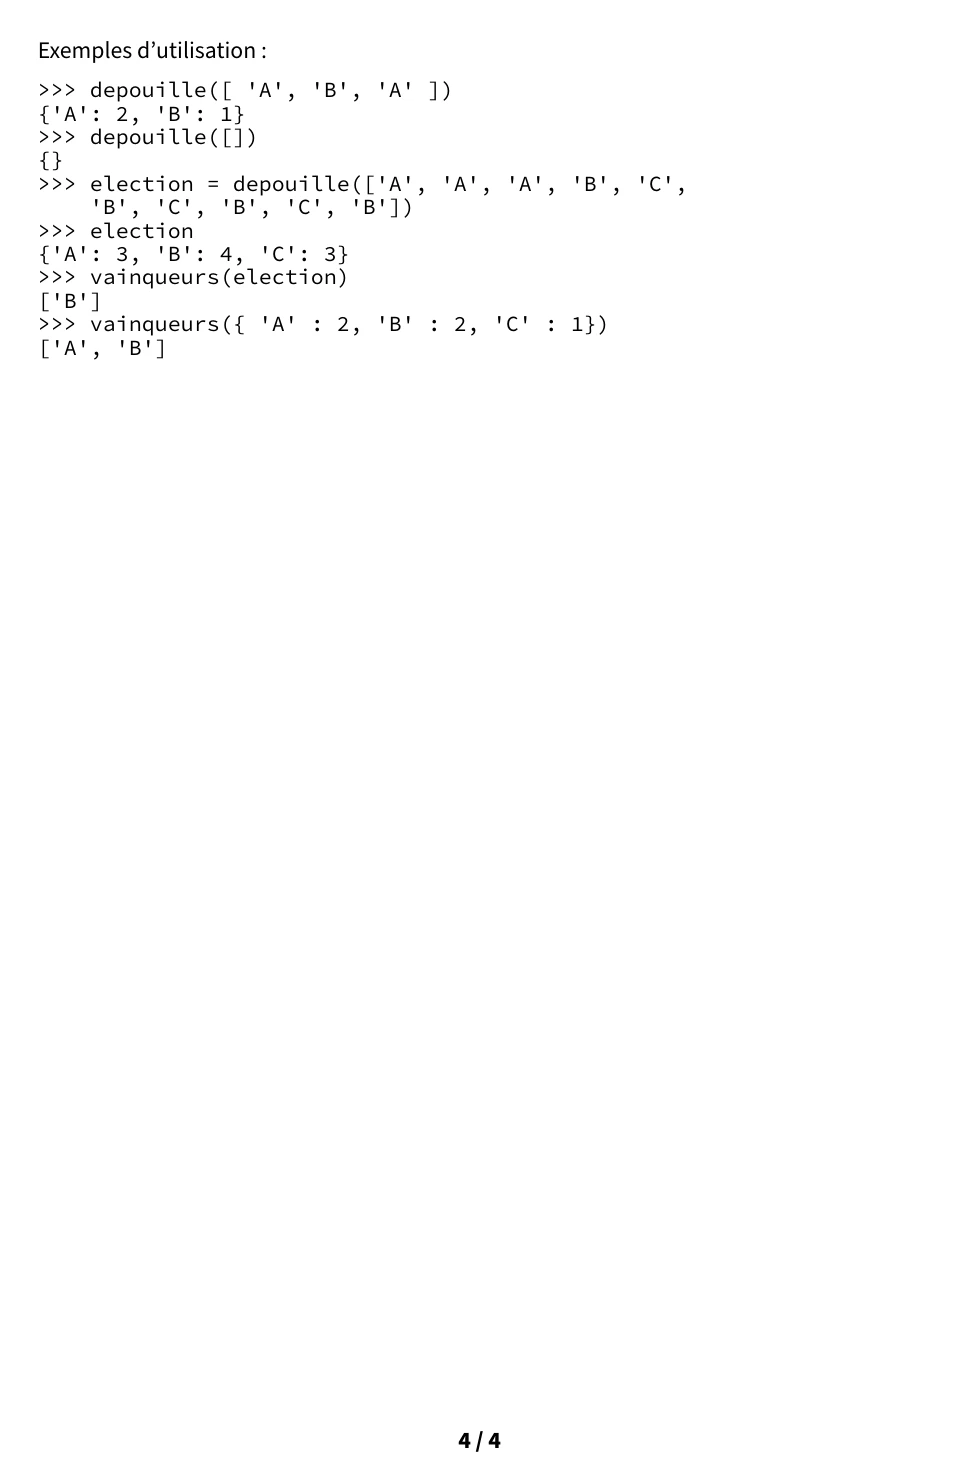 Exemples d’utilisation :
>>> depouille([ 'A', 'B', 'A' ])
{'A': 2, 'B': 1}
>>> depouille([])
{}
>>> election = depouille(['A', 'A', 'A', 'B', 'C',
    'B', 'C', 'B', 'C', 'B'])
>>> election
{'A': 3, 'B': 4, 'C': 3}
>>> vainqueurs(election)
['B']
>>> vainqueurs({ 'A' : 2, 'B' : 2, 'C' : 1})
['A', 'B']
4 / 4